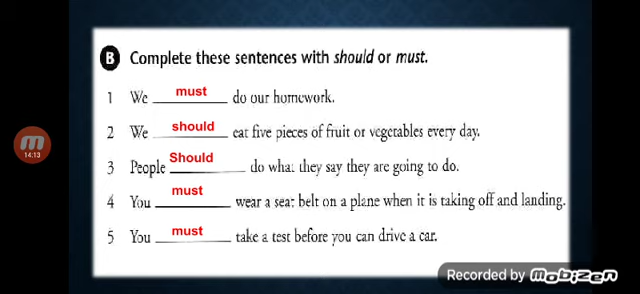 B Complete these sentences with should or must.
1 We must do our homework.
2 We should eat five pieces of fruit or vegetables every day.
3 People Should do what they say they are going to do.
4 You must wear a seat belt on a plane when it is taking off and landing.
5 You must take a test before you can drive a car.
14:13
Recorded by mobizen